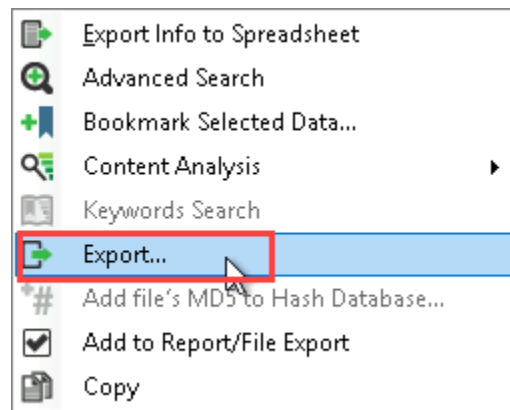 Export Info to Spreadsheet
Advanced Search
Bookmark Selected Data...
Content Analysis
Keywords Search
Export...
Add file's MD5 to Hash Database...
Add to Report/File Export
Copy